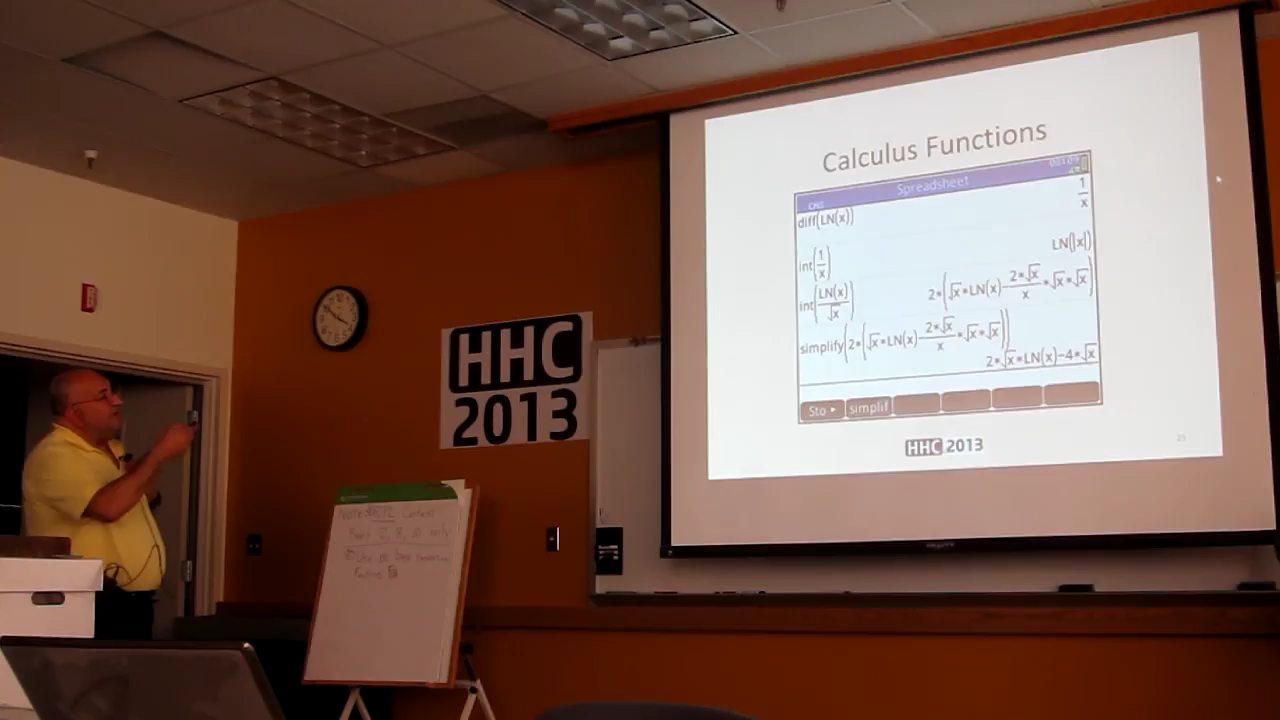 Calculus Functions
Spreadsheet
CAS
diff(LN(x))
1/x
int(1/x)
LN(|x|)
int(LN(x)/√x)
2*(√x*LN(x)-2*√x/x*√x*√x)
simplify(2*(√x*LN(x)-2*√x/x*√x*√x))
2*√x*LN(x)-4*√x
Sto ▸ simplif
HHC 2013
HHC
2013